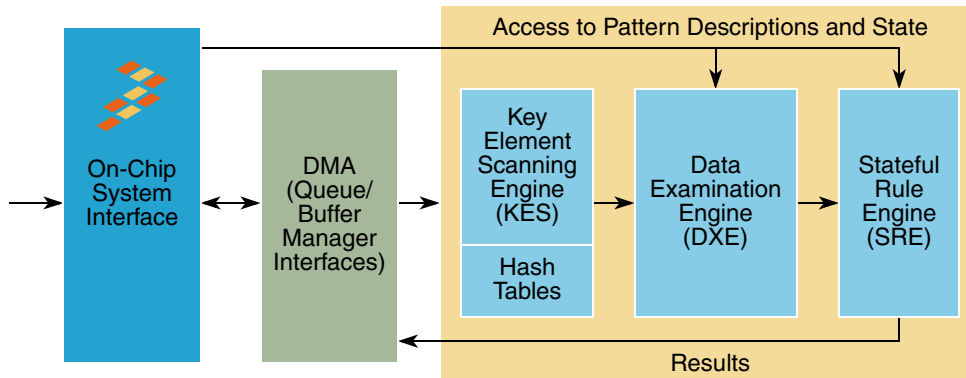 Access to Pattern Descriptions and State
On-Chip
System
Interface
DMA
(Queue/
Buffer
Manager
Interfaces)
Key
Element
Scanning
Engine
(KES)
Hash
Tables
Data
Examination
Engine
(DXE)
Stateful
Rule
Engine
(SRE)
Results